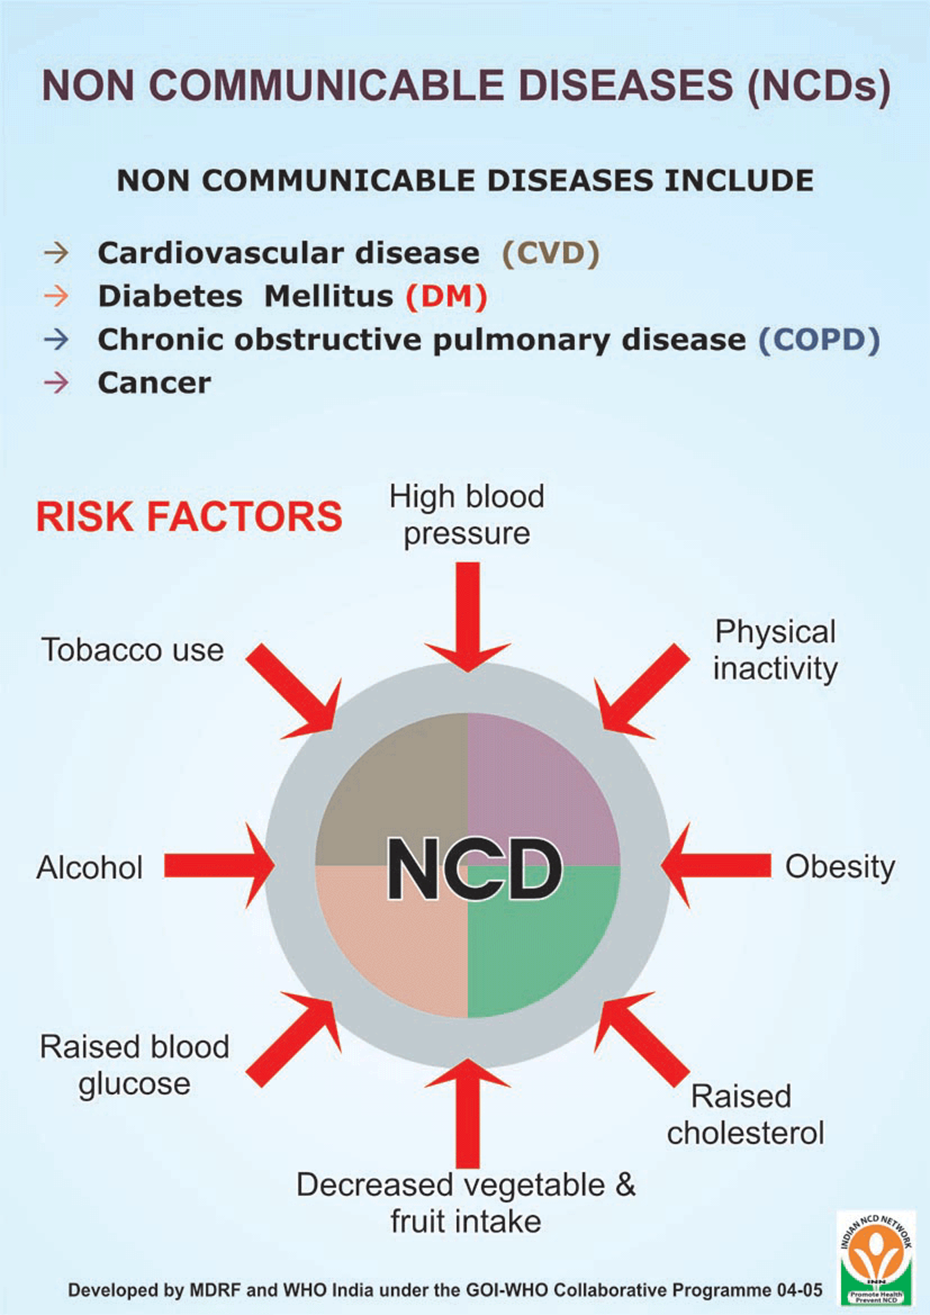 NON COMMUNICABLE DISEASES (NCDs)
NON COMMUNICABLE DISEASES INCLUDE
→ Cardiovascular disease (CVD)
→ Diabetes Mellitus (DM)
→ Chronic obstructive pulmonary disease (COPD)
→ Cancer
RISK FACTORS
High blood
pressure
Tobacco use
Physical
inactivity
Alcohol
NCD
Obesity
Raised blood
glucose
Raised
cholesterol
Decreased vegetable &
fruit intake
INDIAN NCD NETWORK
INN
Promote Health
Prevent NCD
Developed by MDRF and WHO India under the GOI-WHO Collaborative Programme 04-05